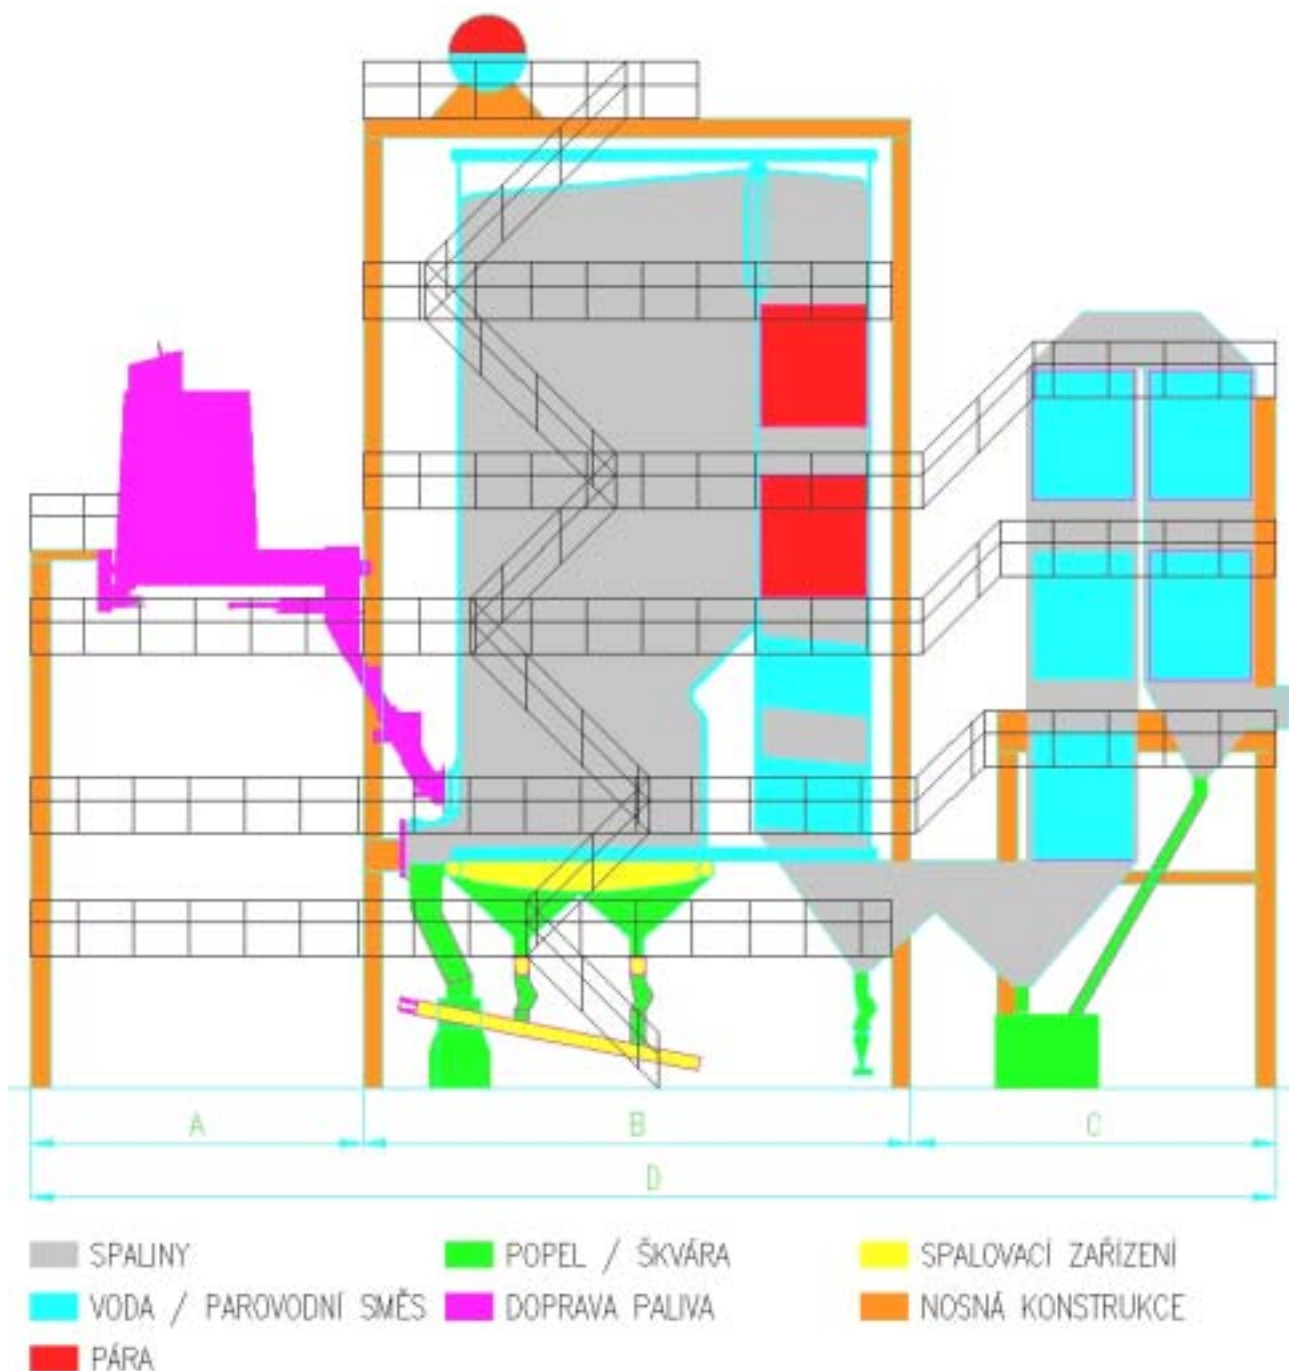 A B C
D
SPALINY POPEL / ŠKVÁRA SPALOVACÍ ZAŘÍZENÍ
VODA / PAROVODNÍ SMĚS DOPRAVA PALIVA NOSNÁ KONSTRUKCE
PÁRA